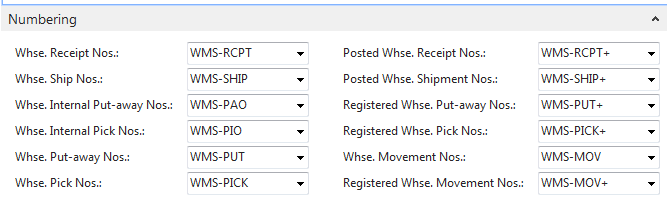 Numbering
Whse. Receipt Nos.: WMS-RCPT Posted Whse. Receipt Nos.: WMS-RCPT+
Whse. Ship Nos.: WMS-SHIP Posted Whse. Shipment Nos.: WMS-SHIP+
Whse. Internal Put-away Nos.: WMS-PAO Registered Whse. Put-away Nos.: WMS-PUT+
Whse. Internal Pick Nos.: WMS-PIO Registered Whse. Pick Nos.: WMS-PICK+
Whse. Put-away Nos.: WMS-PUT Whse. Movement Nos.: WMS-MOV
Whse. Pick Nos.: WMS-PICK Registered Whse. Movement Nos.: WMS-MOV+